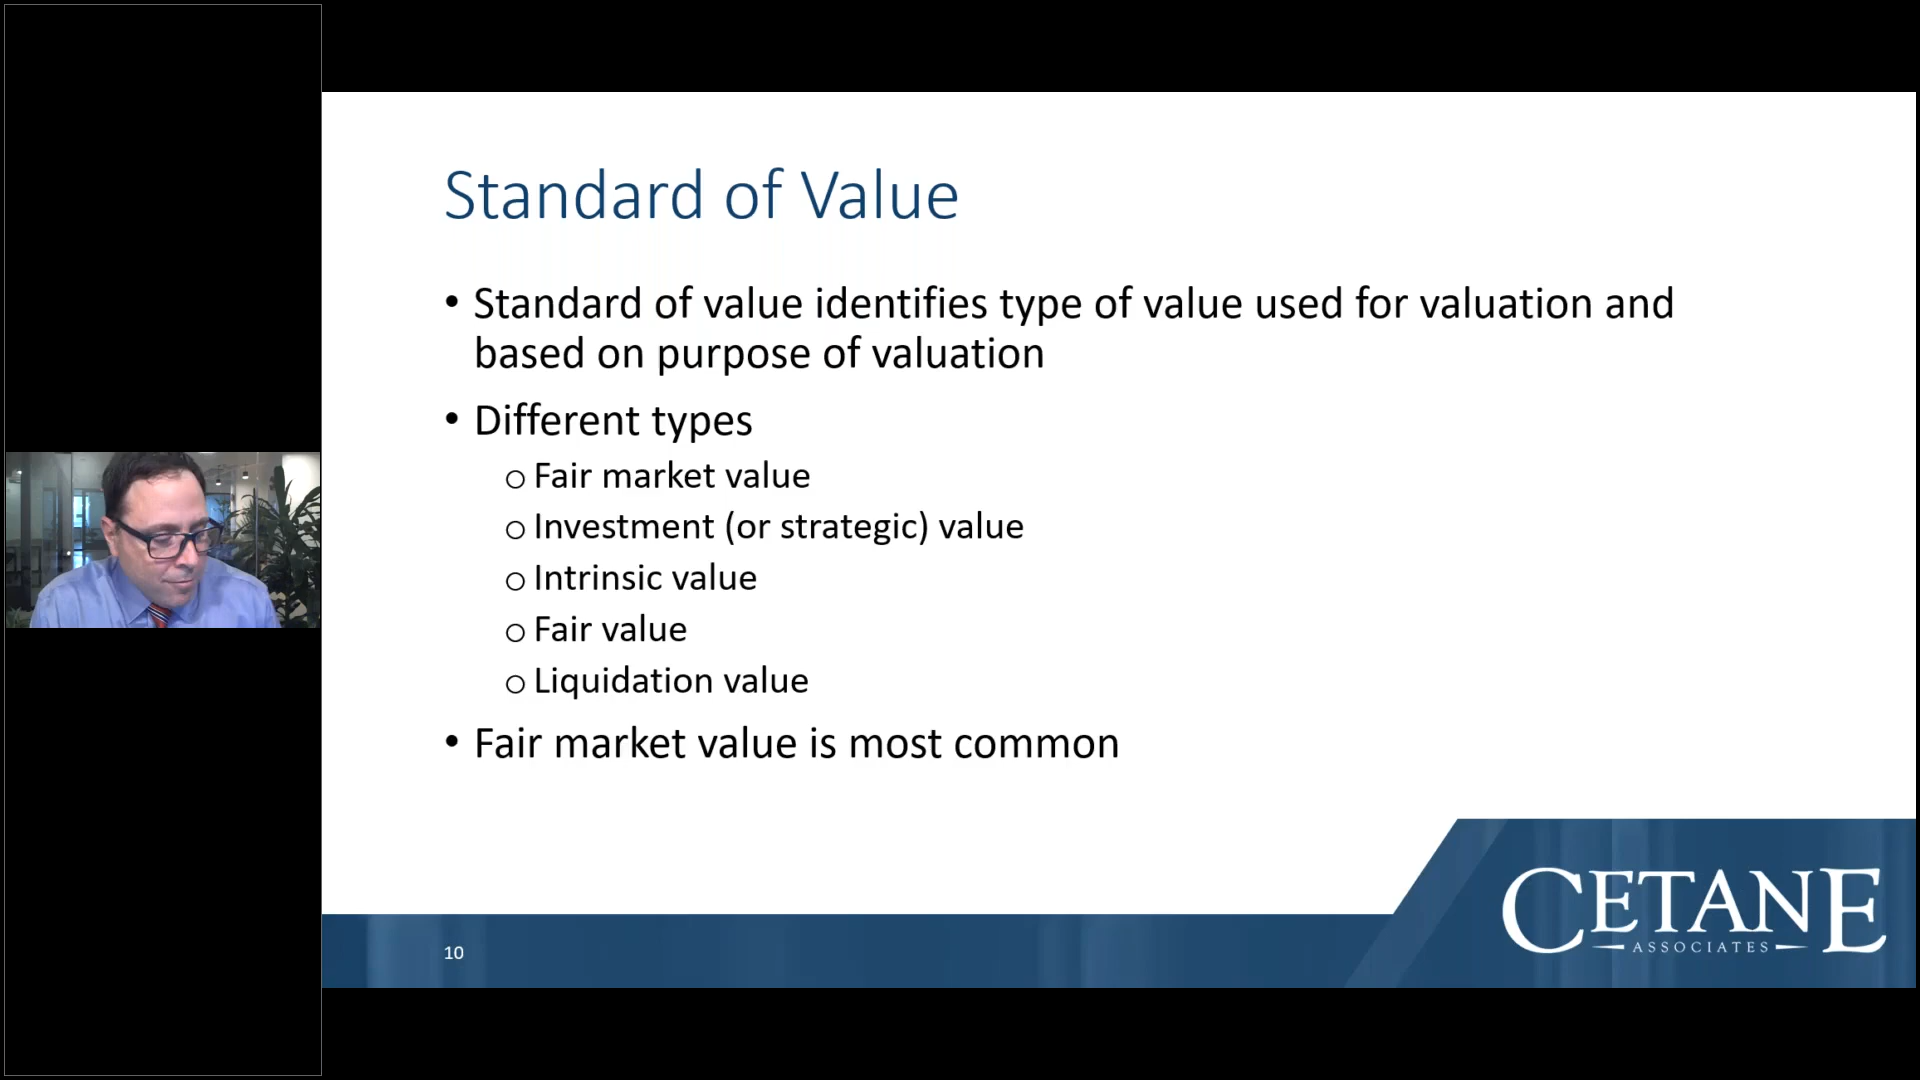 Standard of Value
• Standard of value identifies type of value used for valuation and
based on purpose of valuation
• Different types
o Fair market value
o Investment (or strategic) value
o Intrinsic value
o Fair value
o Liquidation value
• Fair market value is most common
CETANE
ASSOCIATES
10